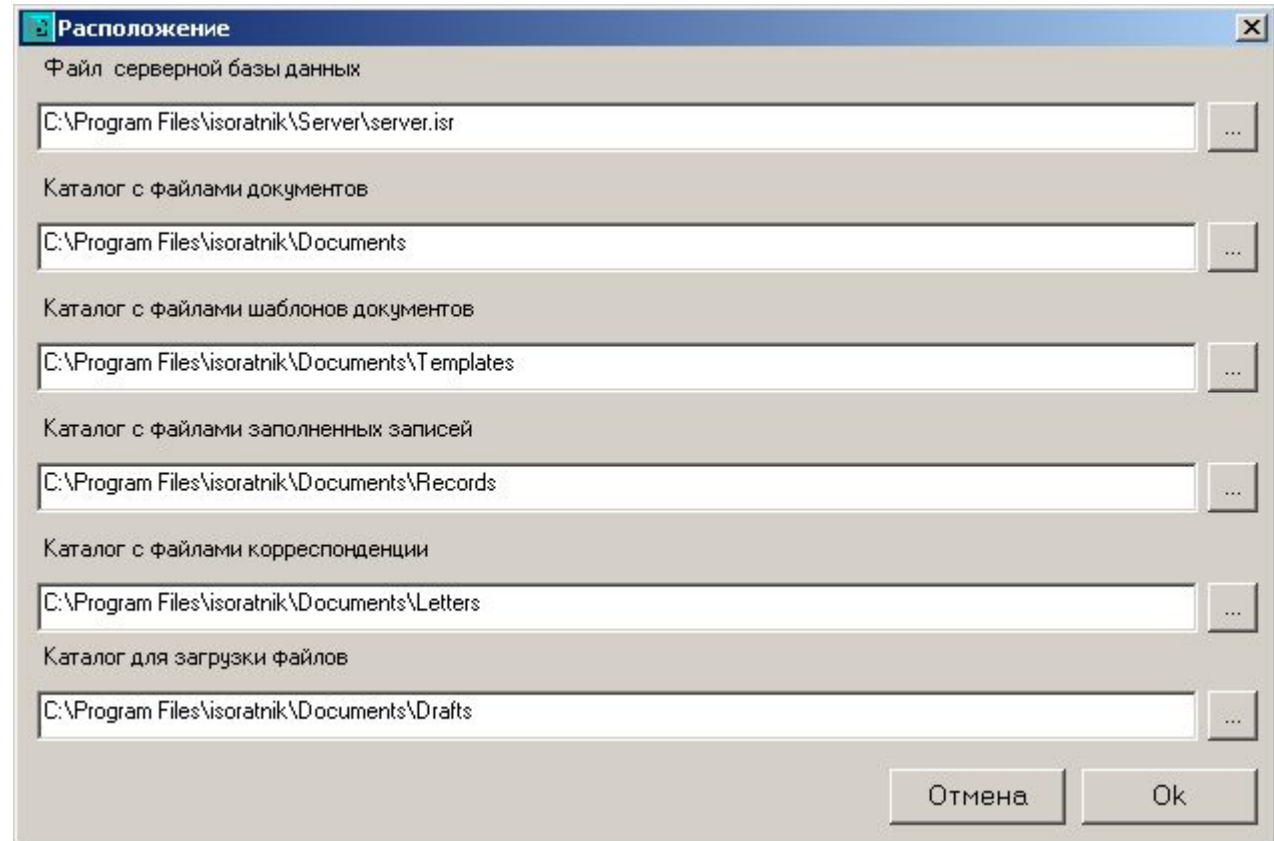 Расположение
Файл серверной базы данных
C:\Program Files\isoratnik\Server\server.isr
...
Каталог с файлами документов
C:\Program Files\isoratnik\Documents
...
Каталог с файлами шаблонов документов
C:\Program Files\isoratnik\Documents\Templates
...
Каталог с файлами заполненных записей
C:\Program Files\isoratnik\Documents\Records
...
Каталог с файлами корреспонденции
C:\Program Files\isoratnik\Documents\Letters
...
Каталог для загрузки файлов
C:\Program Files\isoratnik\Documents\Drafts
...
Отмена Ok